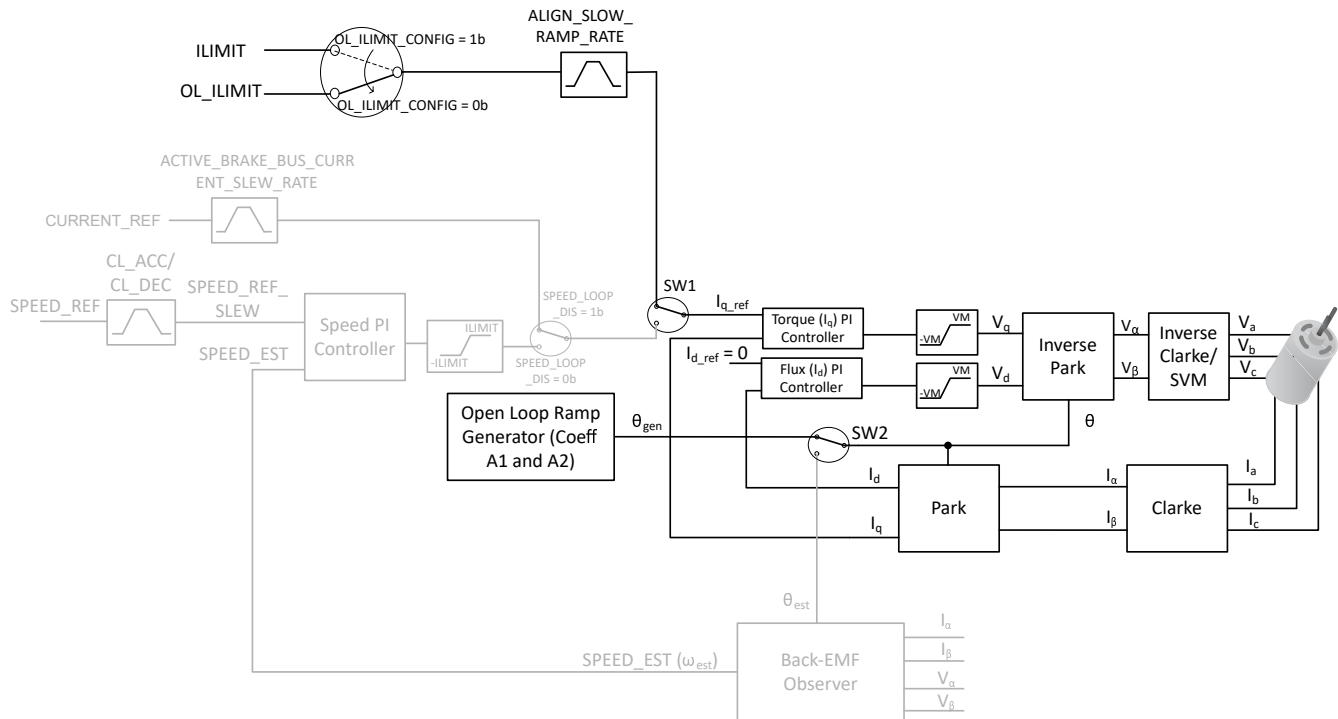 ALIGN_SLOW_
RAMP_RATE
OL_ILIMIT_CONFIG = 1b
ILIMIT
OL_ILIMIT
OL_ILIMIT_CONFIG = 0b
ACTIVE_BRAKE_BUS_CURR
ENT_SLEW_RATE
CURRENT_REF
CL_ACC/
CL_DEC
SPEED_REF
SPEED_REF_
SLEW
SPEED_EST
Speed PI
Controller
ILIMIT
-ILIMIT
SPEED_LOOP
_DIS = 1b
SPEED_LOOP
_DIS = 0b
SW1
Iq_ref
Torque (Iq) PI
Controller
Id_ref = 0
Flux (Id) PI
Controller
VM
-VM
Vq
VM
-VM
Vd
Inverse
Park
Vα
Vβ
Inverse
Clarke/
SVM
Va
Vb
Vc
Open Loop Ramp
Generator (Coeff
A1 and A2)
θgen
SW2
θ
Id
Iq
Park
Iα
Iβ
Clarke
Ia
Ib
Ic
θest
SPEED_EST (ωest)
Back-EMF
Observer
Iα
Iβ
Vα
Vβ